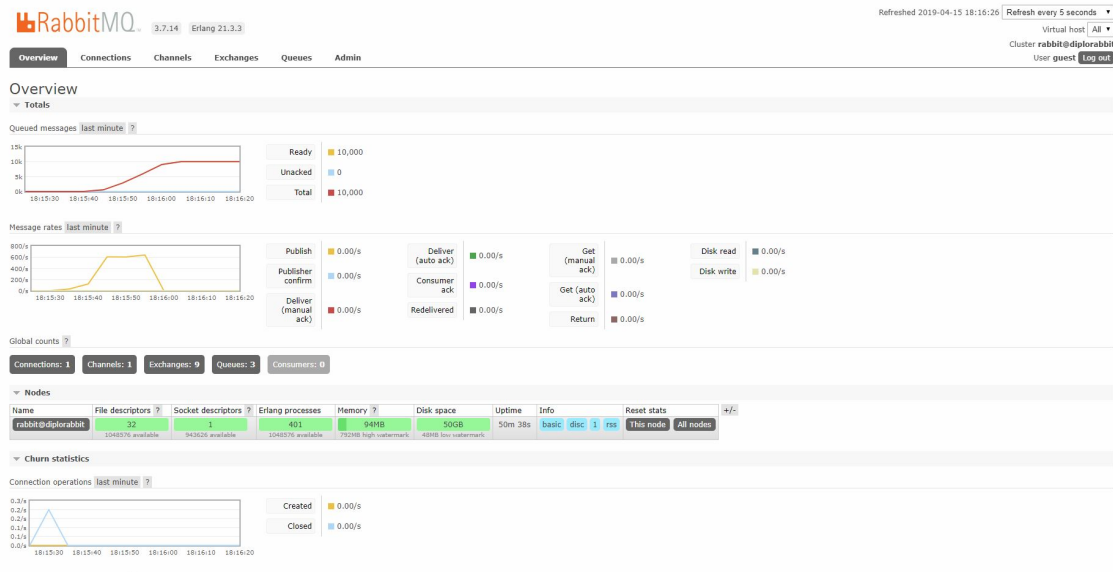 RabbitMQ 3.7.14 Erlang 21.3.3
Refreshed 2019-04-15 18:16:26 Refresh every 5 seconds
Virtual host All
Cluster rabbit@diplorabbit
User guest Log out
Overview Connections Channels Exchanges Queues Admin
Overview
Totals
Queued messages last minute ?
15k
10k
5k
0k
18:15:30 18:15:40 18:15:50 18:16:00 18:16:10 18:16:20
Ready 10,000
Unacked 0
Total 10,000
Message rates last minute ?
800/s
600/s
400/s
200/s
0/s
18:15:30 18:15:40 18:15:50 18:16:00 18:16:10 18:16:20
Publish 0.00/s
Publisher
confirm 0.00/s
Deliver
(manual
ack) 0.00/s
Deliver
(auto ack) 0.00/s
Consumer
ack 0.00/s
Redelivered 0.00/s
Get
(manual
ack) 0.00/s
Get (auto
ack) 0.00/s
Return 0.00/s
Disk read 0.00/s
Disk write 0.00/s
Global counts ?
Connections: 1 Channels: 1 Exchanges: 9 Queues: 3 Consumers: 0
Nodes
Name File descriptors ? Socket descriptors ? Erlang processes Memory ? Disk space Uptime Info Reset stats +/-
rabbit@diplorabbit 32 1 401 94MB 50GB 50m 38s basic disc 1 rss This node All nodes
1048576 available 943626 available 1048576 available 792MB high watermark 48MB low watermark
Churn statistics
Connection operations last minute ?
0.3/s
0.2/s
0.2/s
0.1/s
0.1/s
0.0/s
18:15:30 18:15:40 18:15:50 18:16:00 18:16:10 18:16:20
Created 0.00/s
Closed 0.00/s